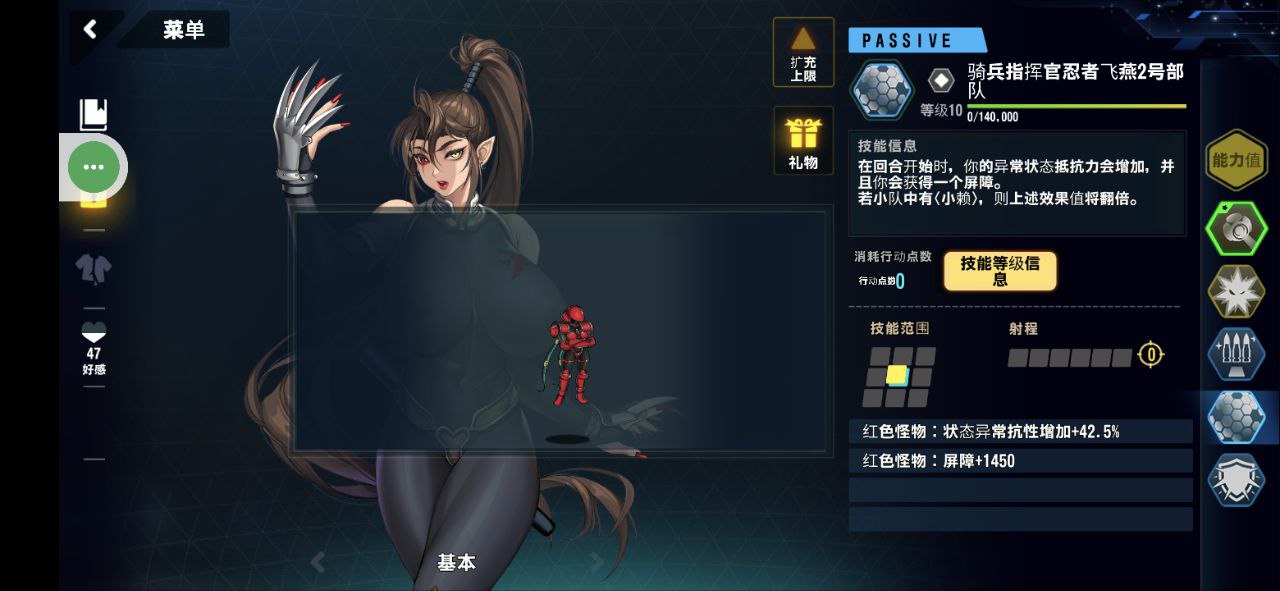 菜单
扩充
上限
礼物
47
好感
基本
PASSIVE
骑兵指挥官忍者飞燕2号部
队
等级10
0/140,000
技能信息
在回合开始时，你的异常状态抵抗力会增加，并
且你会获得一个屏障。
若小队中有〈小赖〉，则上述效果值将翻倍。
消耗行动点数
行动点数0
技能等级信
息
技能范围
射程
0
红色怪物：状态异常抗性增加+42.5%
红色怪物：屏障+1450
能力值